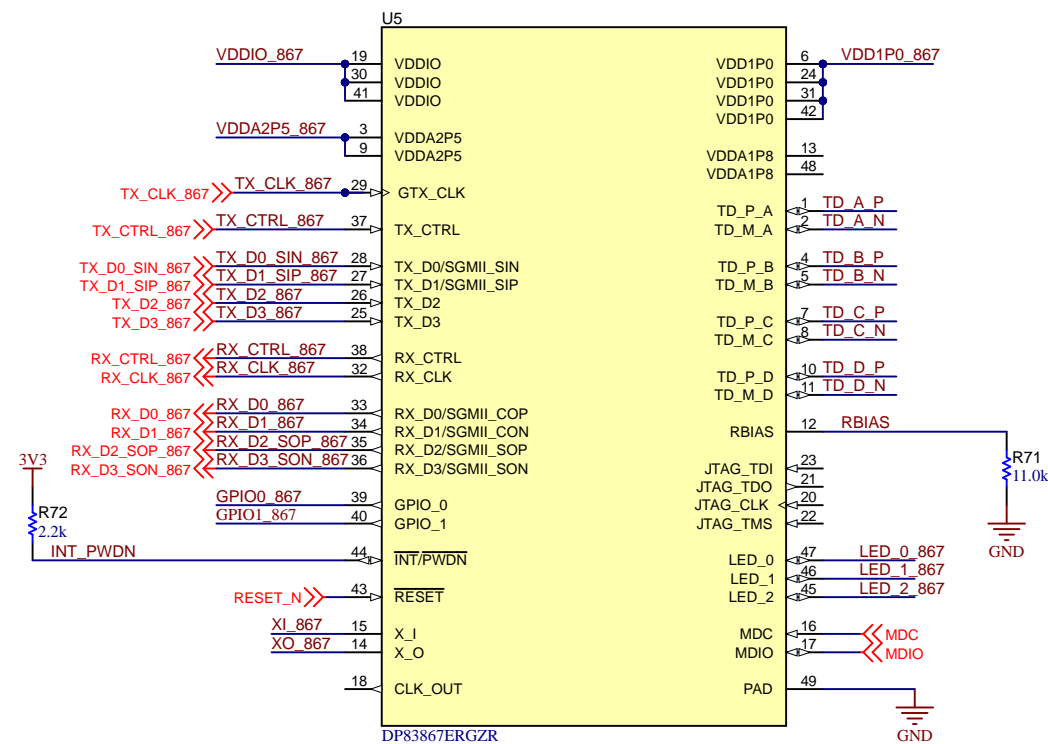 U5
VDDIO_867 19 VDDIO VDD1P0 6 VDD1P0_867
30 VDDIO VDD1P0 24
41 VDDIO VDD1P0 31
VDD1P0 42
VDDA2P5_867 3 VDDA2P5
9 VDDA2P5 VDDA1P8 13
VDDA1P8 48
TX_CLK_867 TX_CLK_867 29 GTX_CLK
TD_P_A 1 TD_A_P
TX_CTRL_867 TX_CTRL_867 37 TX_CTRL TD_M_A 2 TD_A_N
TX_D0_SIN_867 TX_D0_SIN_867 28 TX_D0/SGMII_SIN TD_P_B 4 TD_B_P
TX_D1_SIP_867 TX_D1_SIP_867 27 TX_D1/SGMII_SIP TD_M_B 5 TD_B_N
TX_D2_867 TX_D2_867 26 TX_D2
TX_D3_867 TX_D3_867 25 TX_D3 TD_P_C 7 TD_C_P
TD_M_C 8 TD_C_N
RX_CTRL_867 RX_CTRL_867 38 RX_CTRL
RX_CLK_867 RX_CLK_867 32 RX_CLK TD_P_D 10 TD_D_P
TD_M_D 11 TD_D_N
RX_D0_867 RX_D0_867 33 RX_D0/SGMII_COP
RX_D1_867 RX_D1_867 34 RX_D1/SGMII_CON RBIAS 12 RBIAS
RX_D2_SOP_867 RX_D2_SOP_867 35 RX_D2/SGMII_SOP
3V3 RX_D3_SON_867 RX_D3_SON_867 36 RX_D3/SGMII_SON JTAG_TDI 23 R71
JTAG_TDO 21 11.0k
GPIO0_867 39 GPIO_0 JTAG_CLK 20
R72 GPIO1_867 40 GPIO_1 JTAG_TMS 22
2.2k GND
INT_PWDN 44 INT/PWDN LED_0 47 LED_0_867
LED_1 46 LED_1_867
RESET_N 43 RESET LED_2 45 LED_2_867
XI_867 15 X_I MDC 16 MDC
XO_867 14 X_O MDIO 17 MDIO
18 CLK_OUT PAD 49
GND
DP83867ERGZR